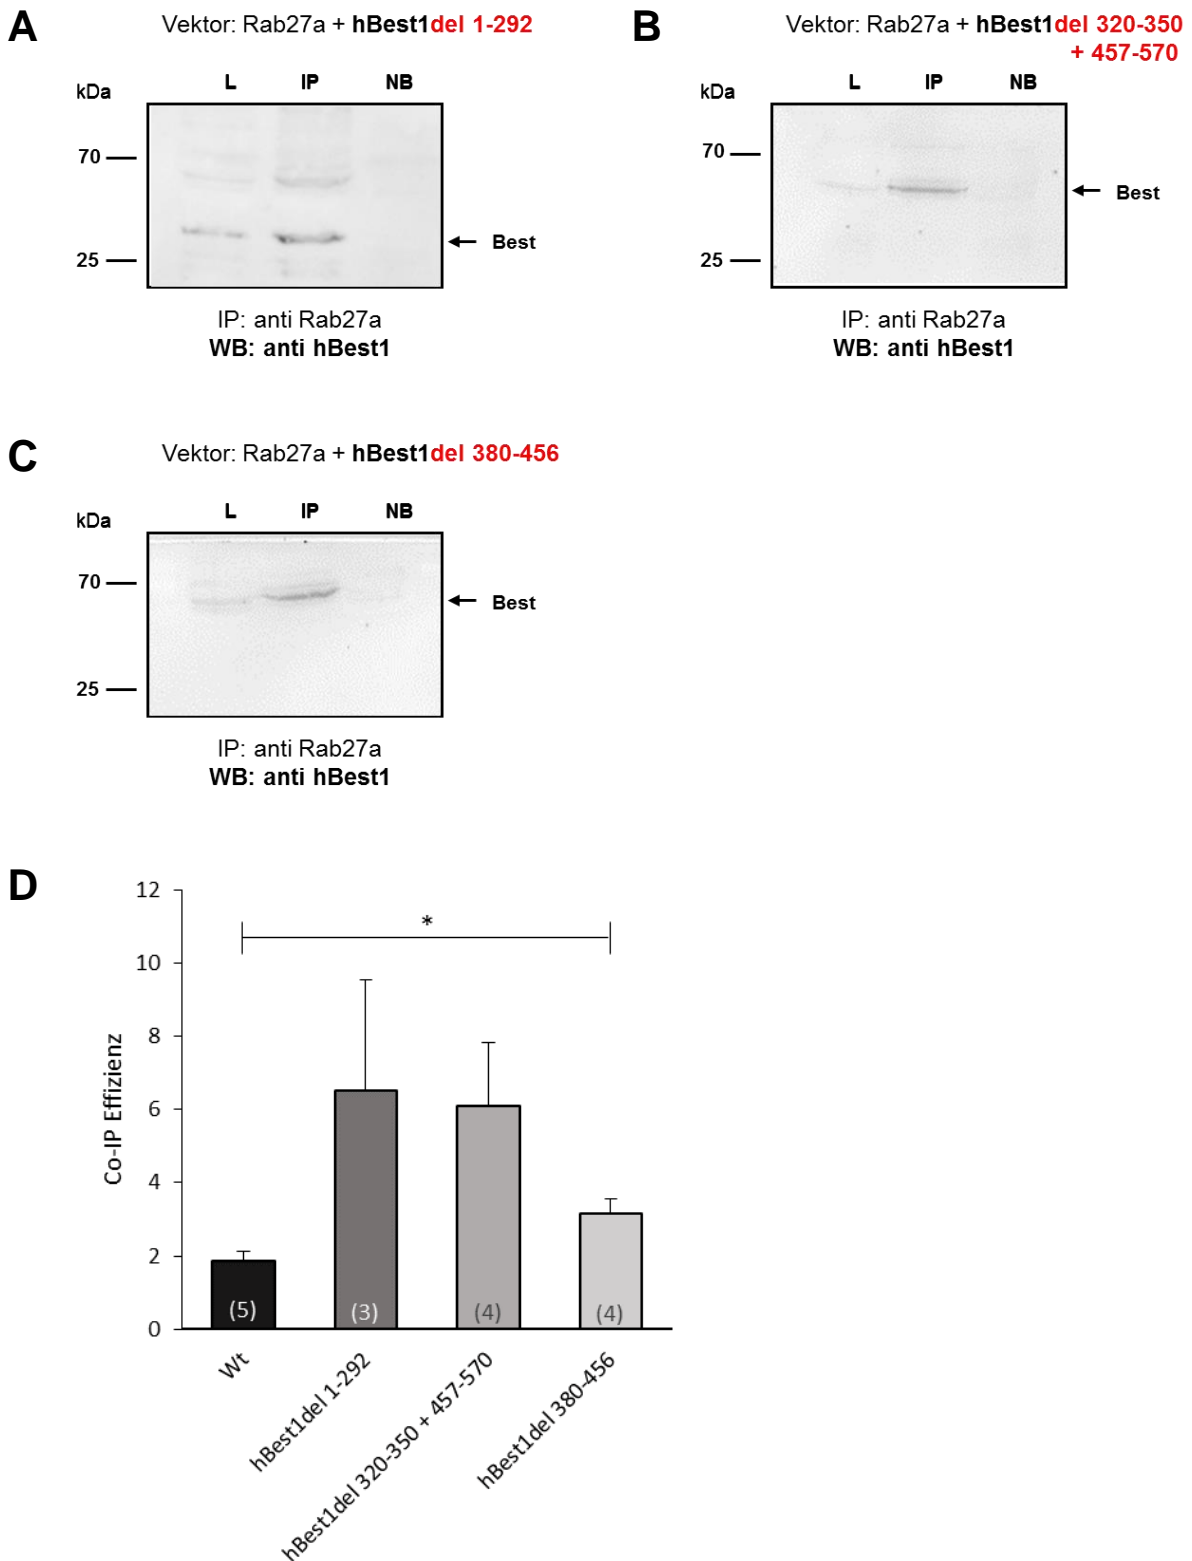 A
Vektor: Rab27a + hBest1del 1-292
L IP NB
kDa
70
25
Best
IP: anti Rab27a
WB: anti hBest1
B
Vektor: Rab27a + hBest1del 320-350
+ 457-570
L IP NB
kDa
70
25
Best
IP: anti Rab27a
WB: anti hBest1
C
Vektor: Rab27a + hBest1del 380-456
L IP NB
kDa
70
25
Best
IP: anti Rab27a
WB: anti hBest1
D
Co-IP Effizienz
12
10
8
6
4
2
0
*
(5) (3) (4) (4)
Wt
hBest1del 1-292
hBest1del 320-350 + 457-570
hBest1del 380-456